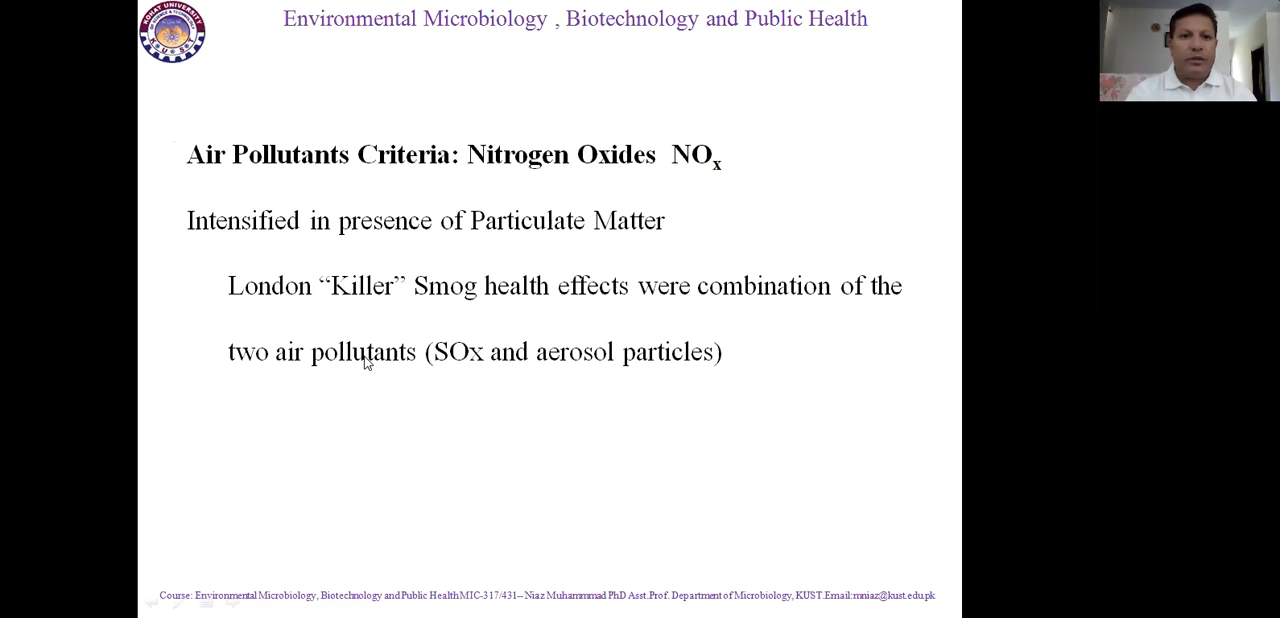 KOHAT UNIVERSITY
Environmental Microbiology , Biotechnology and Public Health
Air Pollutants Criteria: Nitrogen Oxides NOx
Intensified in presence of Particulate Matter
London “Killer” Smog health effects were combination of the
two air pollutants (SOx and aerosol particles)
Course: Environmental Microbiology, Biotechnology and Public Health MIC-317/431-- Niaz Muhammmad PhD Asst.Prof. Department of Microbiology, KUST.Email:mniaz@kust.edu.pk